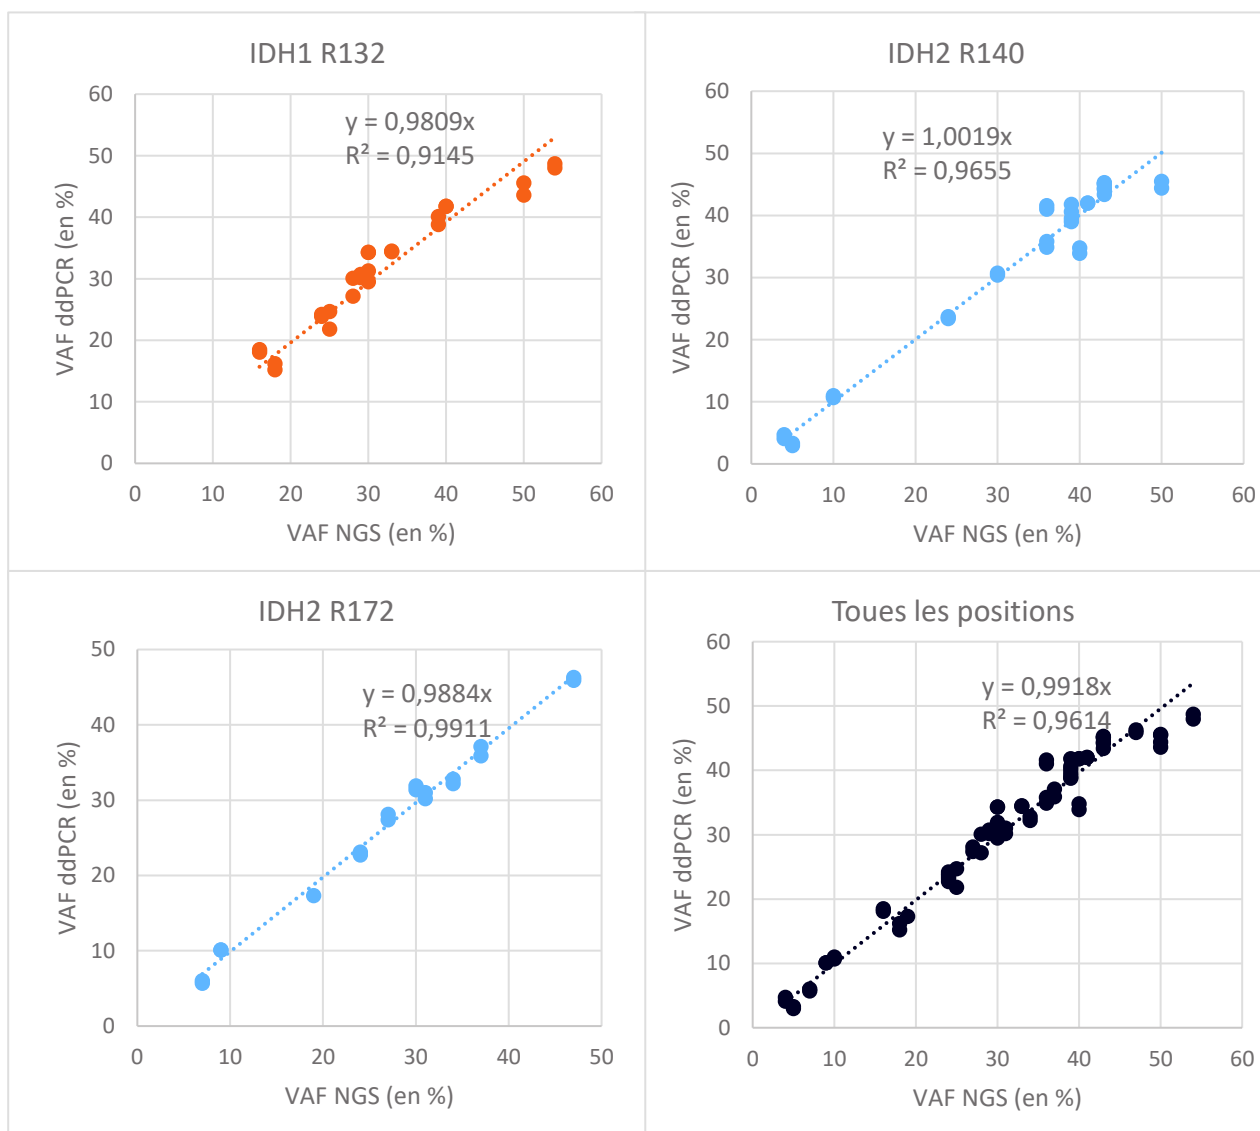 IDH1 R132
60
50
40
30
20
10
0
y = 0,9809x
R² = 0,9145
VAF ddPCR (en %)
0 10 20 30 40 50 60
VAF NGS (en %)
IDH2 R140
60
50
40
30
20
10
0
y = 1,0019x
R² = 0,9655
VAF ddPCR (en %)
0 10 20 30 40 50 60
VAF NGS (en %)
IDH2 R172
50
40
30
20
10
0
y = 0,9884x
R² = 0,9911
VAF ddPCR (en %)
0 10 20 30 40 50
VAF NGS (en %)
Toues les positions
60
50
40
30
20
10
0
y = 0,9918x
R² = 0,9614
VAF ddPCR (en %)
0 10 20 30 40 50 60
VAF NGS (en %)